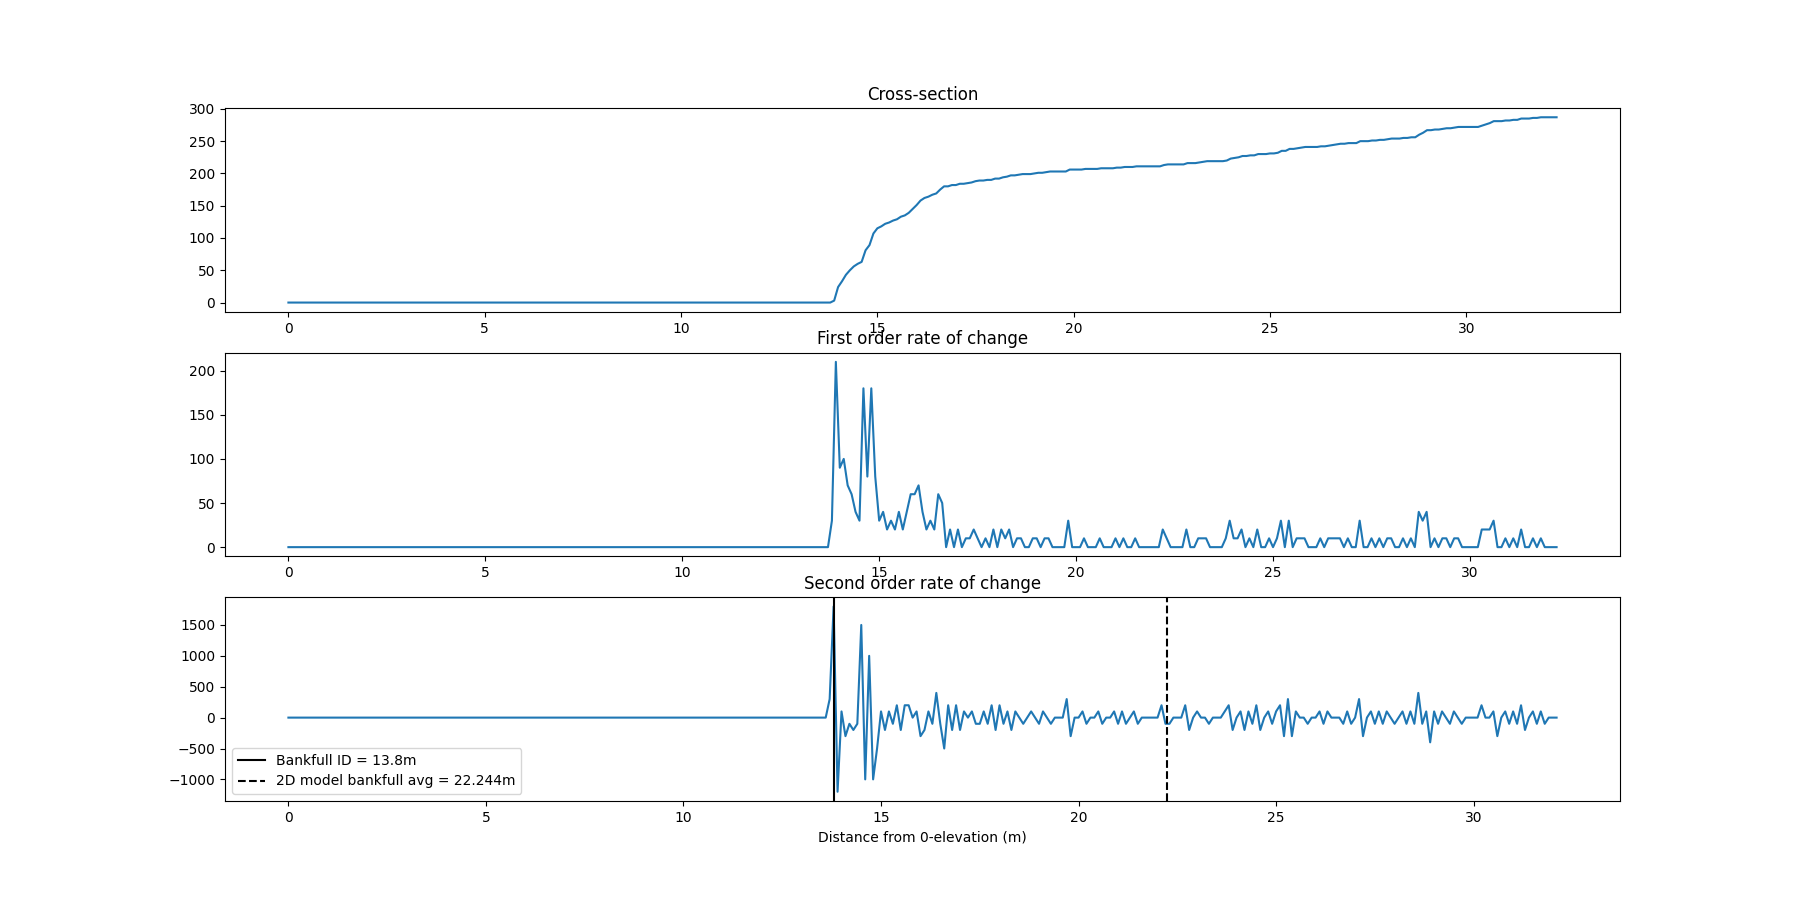 Cross-section
300
250
200
150
100
50
0
0 5 10 15 20 25 30
First order rate of change
200
150
100
50
0
0 5 10 15 20 25 30
Second order rate of change
1500
1000
500
0
−500
−1000
Bankfull ID = 13.8m
2D model bankfull avg = 22.244m
0 5 10 15 20 25 30
Distance from 0-elevation (m)